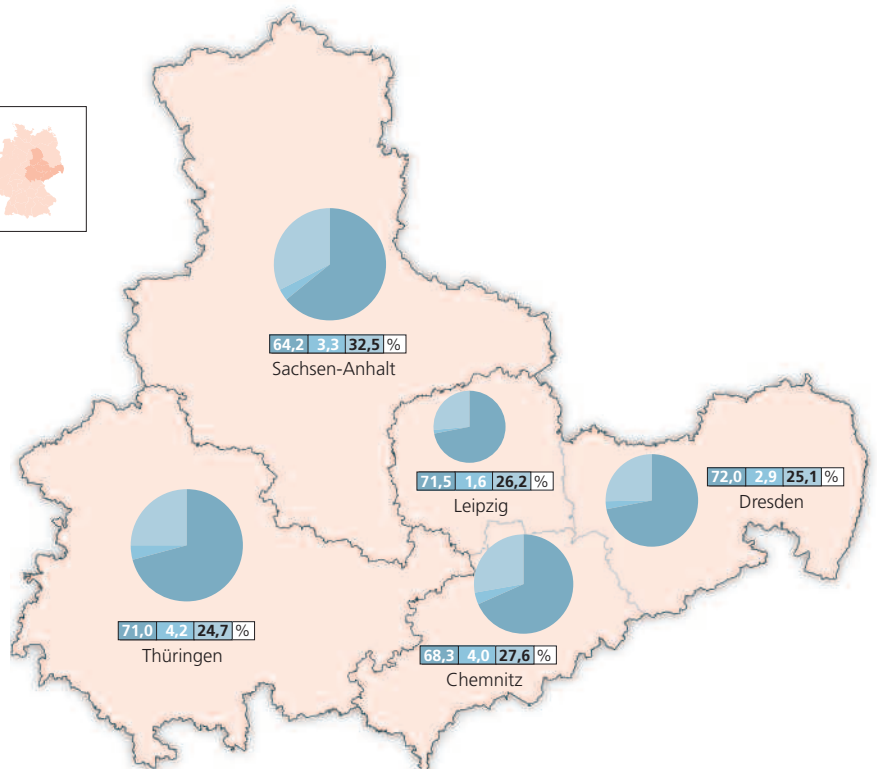 64,2 3,3 32,5 %
Sachsen-Anhalt
71,5 1,6 26,2 %
Leipzig
72,0 2,9 25,1 %
Dresden
71,0 4,2 24,7 %
Thüringen
68,3 4,0 27,6 %
Chemnitz